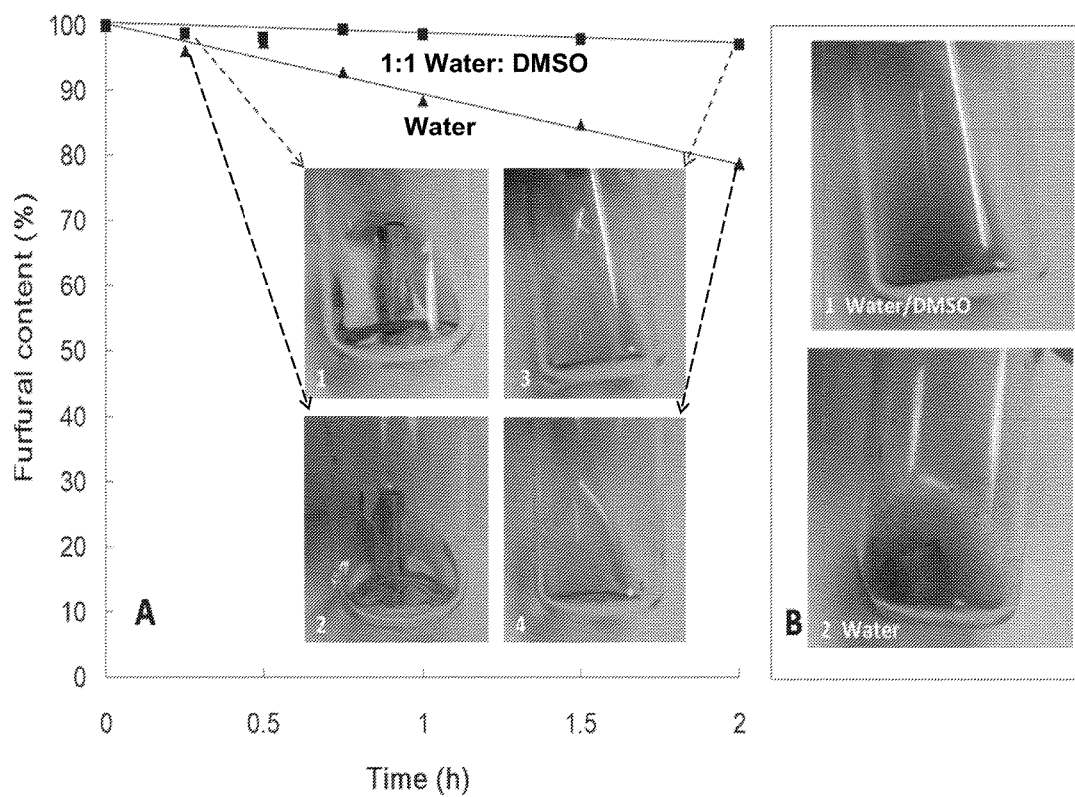 Furfural content (%)
100
90
80
70
60
50
40
30
20
10
0
1:1 Water: DMSO
Water
1
3
2
4
A
0
0.5
1
1.5
2
Time (h)
1 Water/DMSO
B
2 Water